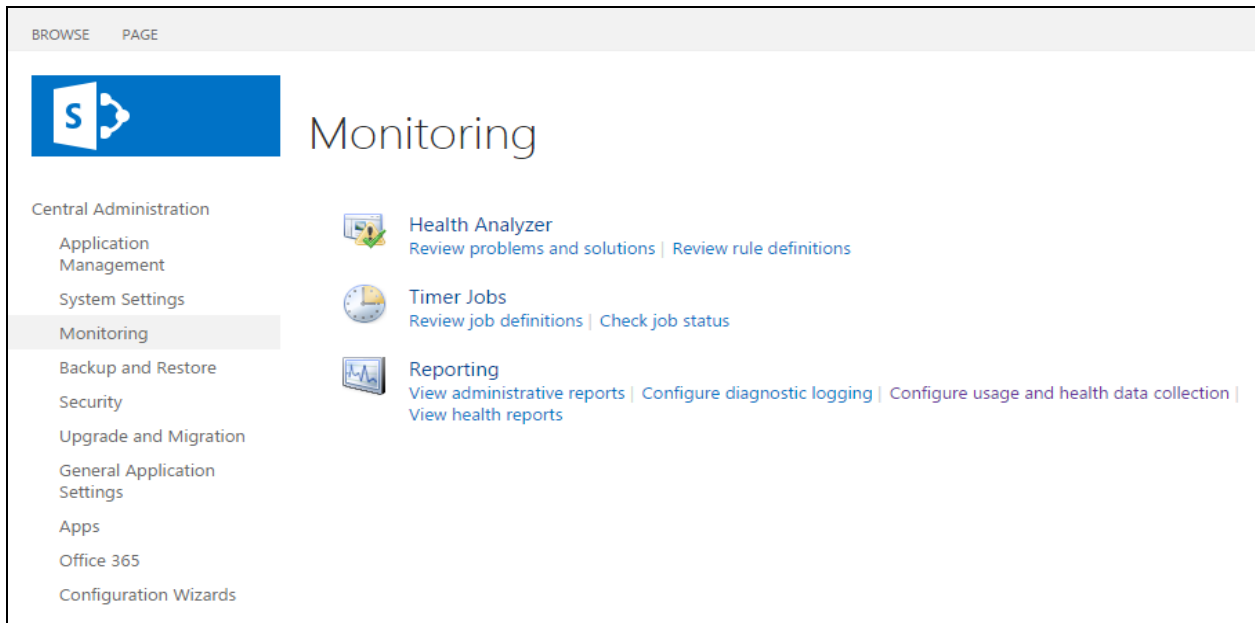 BROWSE PAGE
S
Monitoring
Central Administration
Application
Management
System Settings
Monitoring
Backup and Restore
Security
Upgrade and Migration
General Application
Settings
Apps
Office 365
Configuration Wizards
Health Analyzer
Review problems and solutions | Review rule definitions
Timer Jobs
Review job definitions | Check job status
Reporting
View administrative reports | Configure diagnostic logging | Configure usage and health data collection |
View health reports